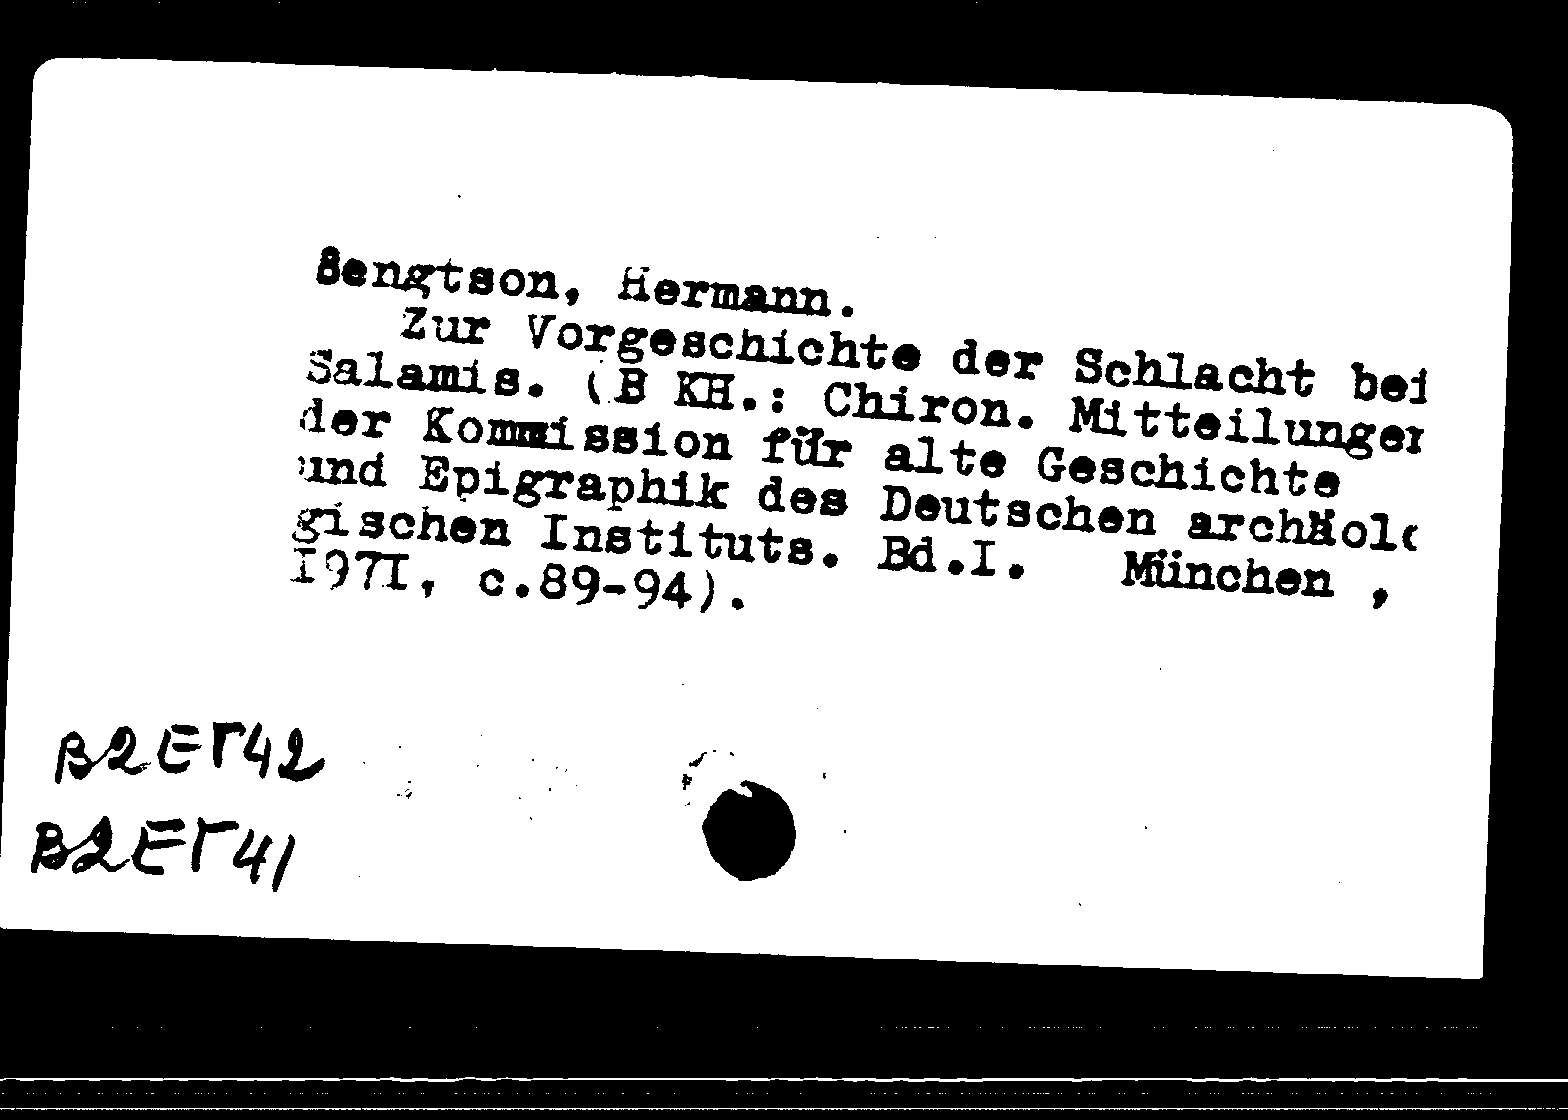 Bengtson, Hermann.
Zur Vorgeschichte der Schlacht bei
Salamis. (В кн.: Chiron. Mitteilungen
der Kommission für alte Geschichte
und Epigraphik des Deutschen archäolo
gischen Instituts. Bd.I. München ,
I97I, c.89-94).
В2ЕГ42
В2ЕГ41